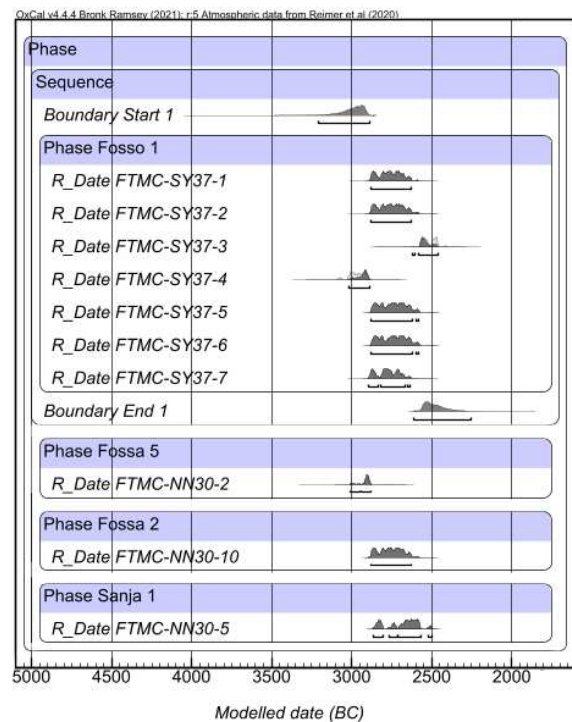 OxCal v4.4.4 Bronk Ramsey (2021); r:5 Atmospheric data from Reimer et al (2020)
Phase
Sequence
Boundary Start 1
Phase Fosso 1
R_Date FTMC-SY37-1
R_Date FTMC-SY37-2
R_Date FTMC-SY37-3
R_Date FTMC-SY37-4
R_Date FTMC-SY37-5
R_Date FTMC-SY37-6
R_Date FTMC-SY37-7
Boundary End 1
Phase Fossa 5
R_Date FTMC-NN30-2
Phase Fossa 2
R_Date FTMC-NN30-10
Phase Sanja 1
R_Date FTMC-NN30-5
5000 4500 4000 3500 3000 2500 2000
Modelled date (BC)